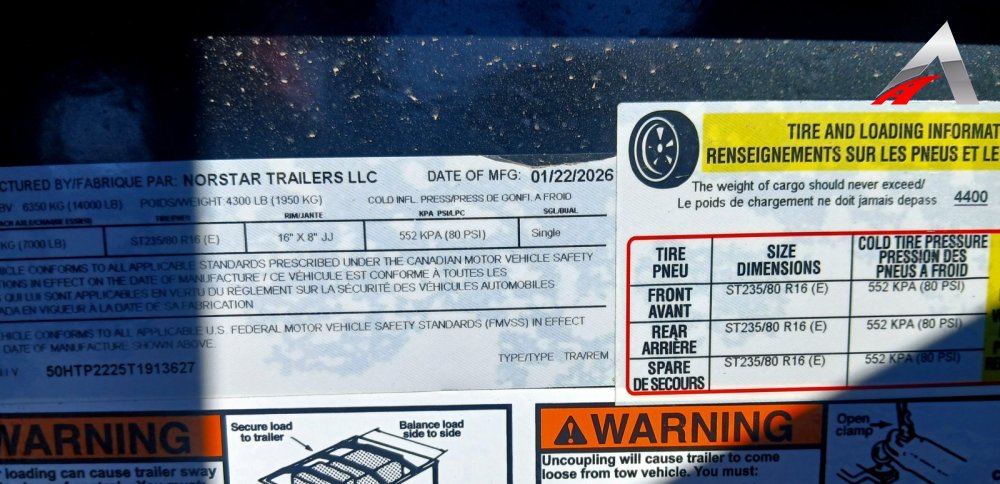 CTURED BY/FABRIQUE PAR: NORSTAR TRAILERS LLC
DATE OF MFG: 01/22/2026
6350 KG (14000 LB) POIDS/WEIGHT 4300 LB (1950 KG) COLD INFL. PRESS/PRESS DE GONFL A FROID
RIM/JANTE KPA PSI/LPC SGL/DUAL
KG (7000 LB) ST235/80 R16 (E) 16" X 8" JJ 552 KPA (80 PSI) Single
ICLE CONFORMS TO ALL APPLICABLE STANDARDS PRESCRIBED UNDER THE CANADIAN MOTOR VEHICLE SAFETY
TIONS IN EFFECT ON THE DATE OF MANUFACTURE / CE VÉHICULE EST CONFORME À TOUTES LES
QUI LUI SONT APPLICABLES EN VERTU DU RÈGLEMENT SUR LA SÉCURITÉ DES VÉHICULES AUTOMOBILES
ADA EN VIGUEUR A LA DATE DE SA FABRICATION
HICLE CONFORMS TO ALL APPLICABLE U.S. FEDERAL MOTOR VEHICLE SAFETY STANDARDS (FMVSS) IN EFFECT
DATE OF MANUFACTURE SHOWN ABOVE.
TYPE/TYPE TRA/REM
50HTP2225T1913627
TIRE AND LOADING INFORMAT
RENSEIGNEMENTS SUR LES PNEUS ET LE
The weight of cargo should never exceed/
Le poids de chargement ne doit jamais depass 4400
TIRE SIZE COLD TIRE PRESSURE
PNEU DIMENSIONS PRESSION DES
PNEUS A FROID
FRONT ST235/80 R16 (E) 552 KPA (80 PSI)
AVANT
REAR ST235/80 R16 (E) 552 KPA (80 PSI)
ARRIÈRE
SPARE ST235/80 R16 (E) 552 KPA (80 PSI)
DE SECOURS
WARNING
Secure load
to trailer
Balance load
side to side
r loading can cause trailer sway
WARNING
Uncoupling will cause trailer to come
loose from tow vehicle. You must:
Open
clamp